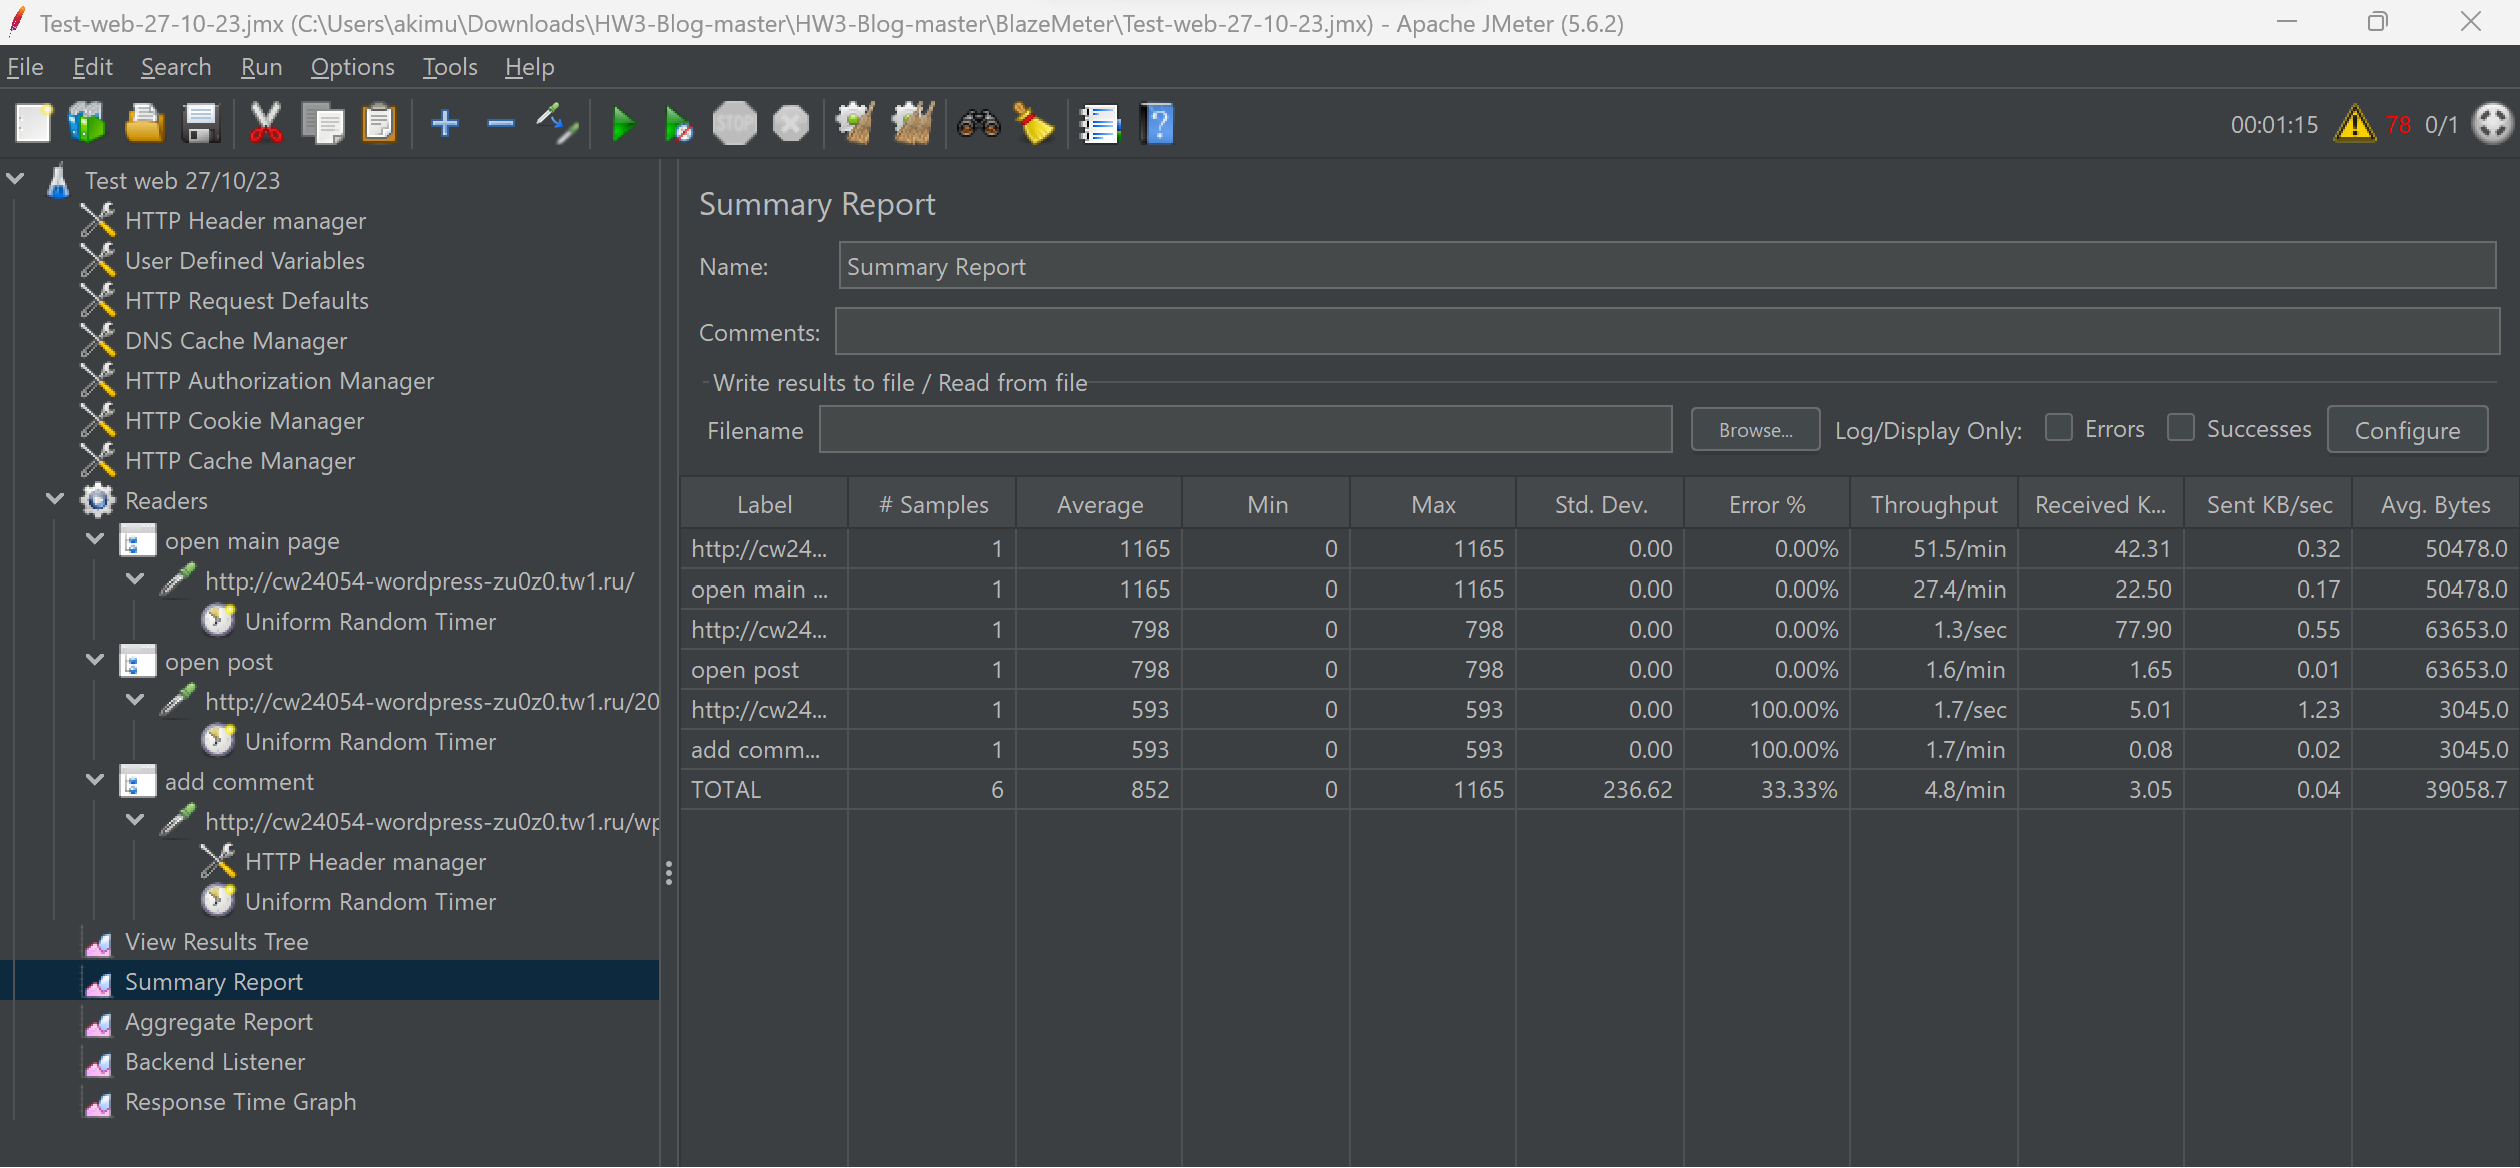 Test-web-27-10-23.jmx (C:\Users\akimu\Downloads\HW3-Blog-master\HW3-Blog-master\BlazeMeter\Test-web-27-10-23.jmx) - Apache JMeter (5.6.2)
File Edit Search Run Options Tools Help
STOP 00:01:15 78 0/1
Test web 27/10/23
HTTP Header manager
User Defined Variables
HTTP Request Defaults
DNS Cache Manager
HTTP Authorization Manager
HTTP Cookie Manager
HTTP Cache Manager
Readers
open main page
http://cw24054-wordpress-zu0z0.tw1.ru/
Uniform Random Timer
open post
http://cw24054-wordpress-zu0z0.tw1.ru/20
Uniform Random Timer
add comment
http://cw24054-wordpress-zu0z0.tw1.ru/wp
HTTP Header manager
Uniform Random Timer
View Results Tree
Summary Report
Aggregate Report
Backend Listener
Response Time Graph
Summary Report
Name: Summary Report
Comments:
Write results to file / Read from file
Filename Browse... Log/Display Only: Errors Successes Configure
Label # Samples Average Min Max Std. Dev. Error % Throughput Received K... Sent KB/sec Avg. Bytes
http://cw24... 1 1165 0 1165 0.00 0.00% 51.5/min 42.31 0.32 50478.0
open main ... 1 1165 0 1165 0.00 0.00% 27.4/min 22.50 0.17 50478.0
http://cw24... 1 798 0 798 0.00 0.00% 1.3/sec 77.90 0.55 63653.0
open post 1 798 0 798 0.00 0.00% 1.6/min 1.65 0.01 63653.0
http://cw24... 1 593 0 593 0.00 100.00% 1.7/sec 5.01 1.23 3045.0
add comm... 1 593 0 593 0.00 100.00% 1.7/min 0.08 0.02 3045.0
TOTAL 6 852 0 1165 236.62 33.33% 4.8/min 3.05 0.04 39058.7